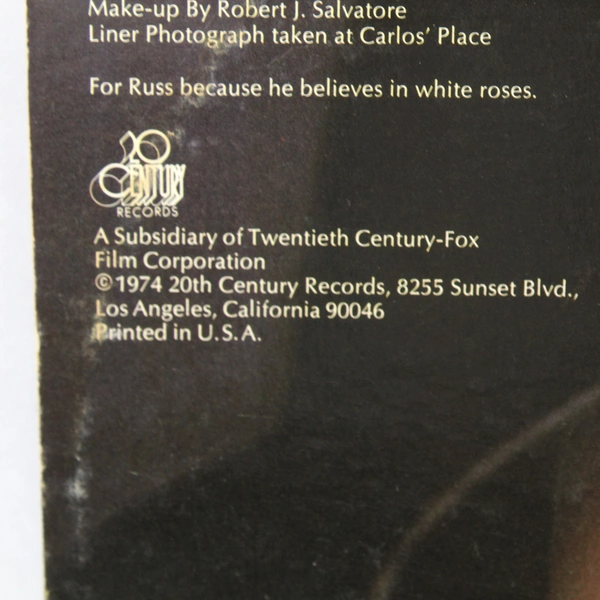 Make-up By Robert J. Salvatore
Liner Photograph taken at Carlos' Place
For Russ because he believes in white roses.
20™
CENTURY
RECORDS
A Subsidiary of Twentieth Century-Fox
Film Corporation
©1974 20th Century Records, 8255 Sunset Blvd.,
Los Angeles, California 90046
Printed in U.S.A.